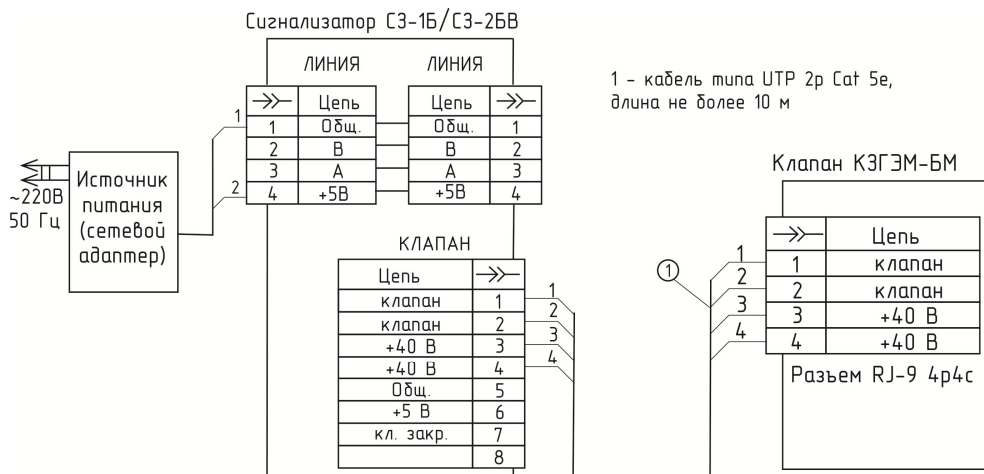 Сигнализатор СЗ-1Б/СЗ-2БВ
ЛИНИЯ ЛИНИЯ
Цепь Цепь
1 1 Общ. Общ. 1
2 В В 2
3 А А 3
2 4 +5В +5В 4
~220В
50 Гц
Источник
питания
(сетевой
адаптер)
КЛАПАН
Цепь
клапан 1 1
клапан 2 2
+40 В 3 3
+40 В 4 4
Общ. 5
+5 В 6
кл. закр. 7
8
1 - кабель типа UTP 2р Cat 5e,
длина не более 10 м
Клапан КЗГЭМ-БМ
Цепь
1 1 1 клапан
2 2 клапан
3 3 +40 В
4 4 +40 В
Разъем RJ-9 4р4с